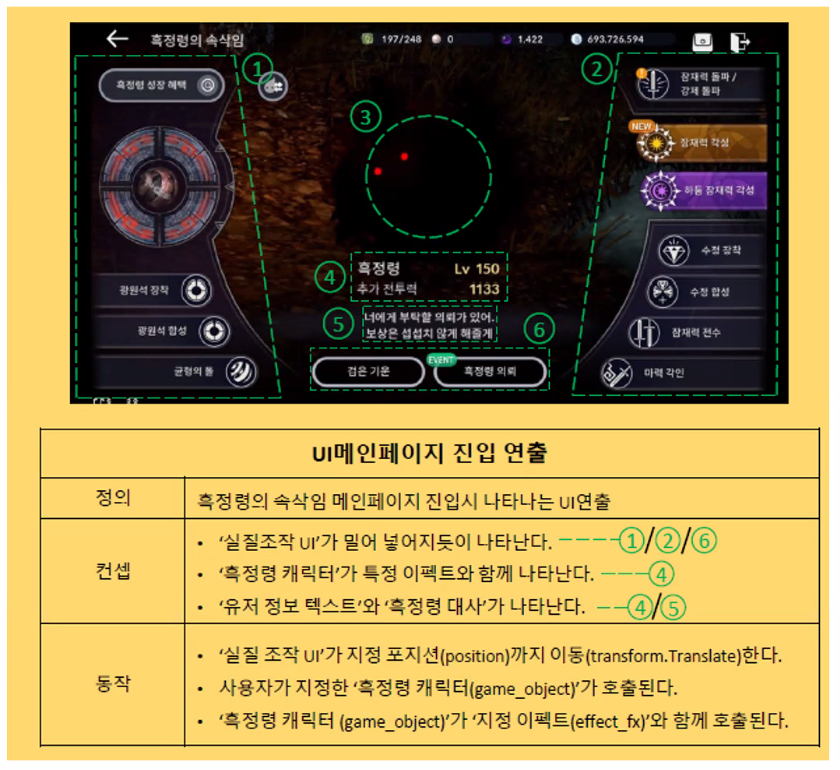 흑정령의 속삭임
197/248
0
1,422
693,726,594
①
②
③
흑정령 성장 혜택
잠재력 돌파 /
강제 돌파
NEW
잠재력 각성
하둠 잠재력 각성
수정 장착
수정 합성
잠재력 전수
마력 각인
광원석 장착
광원석 합성
균형의 돌
④
흑정령 Lv 150
추가 전투력 1133
⑤
너에게 부탁할 의뢰가 있어.
보상은 섭섭지 않게 해줄게
⑥
검은 기운
EVENT
흑정령 의뢰
UI메인페이지 진입 연출
정의
흑정령의 속삭임 메인페이지 진입시 나타나는 UI연출
컨셉
• ‘실질조작 UI’가 밀어 넣어지듯이 나타난다. ①/②/⑥
• ‘흑정령 캐릭터’가 특정 이펙트와 함께 나타난다. ④
• ‘유저 정보 텍스트’와 ‘흑정령 대사’가 나타난다. ④/⑤
동작
• ‘실질 조작 UI’가 지정 포지션(position)까지 이동(transform.Translate)한다.
• 사용자가 지정한 ‘흑정령 캐릭터(game_object)’가 호출된다.
• ‘흑정령 캐릭터 (game_object)’가 ‘지정 이펙트(effect_fx)’와 함께 호출된다.